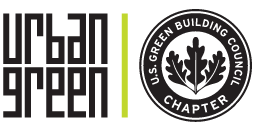 urban
green
U.S. GREEN BUILDING COUNCIL
CHAPTER